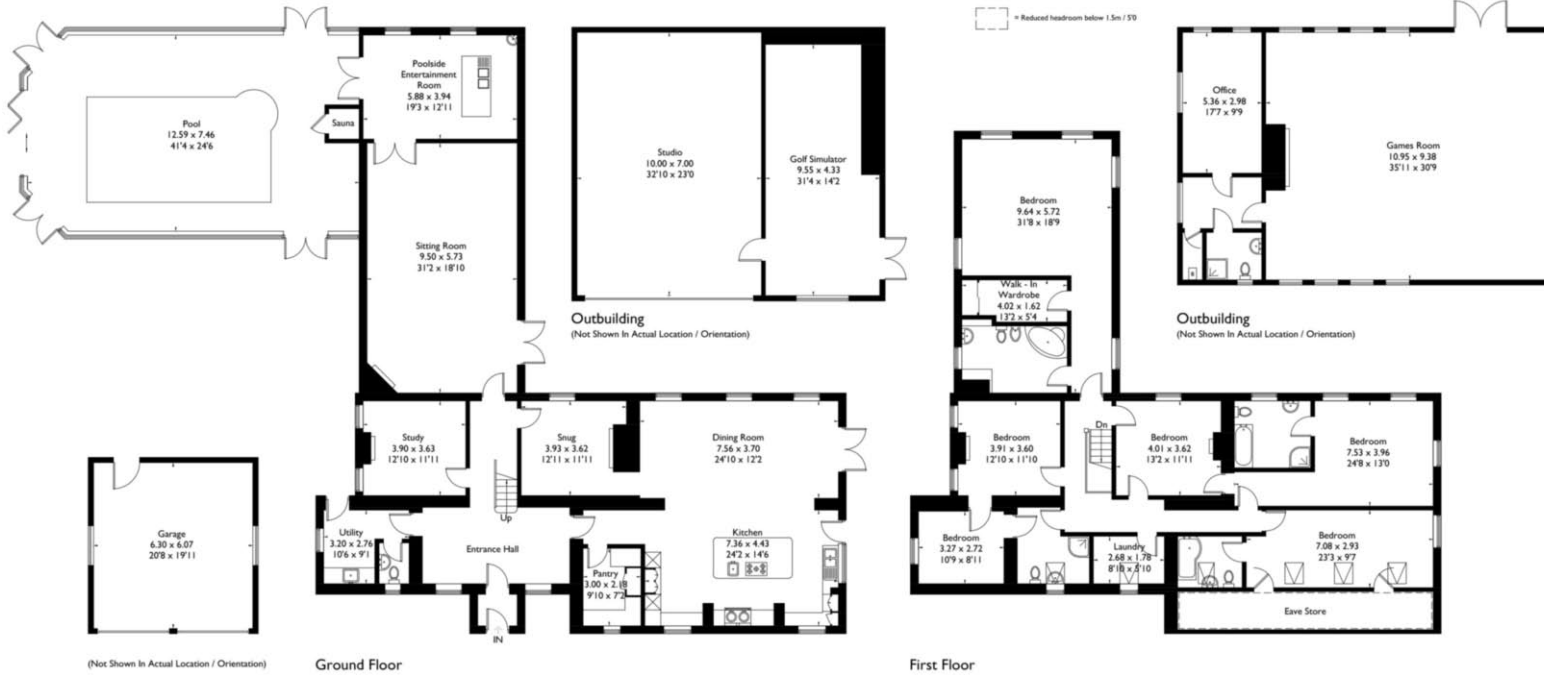 = Reduced headroom below 1.5m / 5'0
Pool
12.59 x 7.46
41'4 x 24'6
Poolside
Entertainment
Room
5.88 x 3.94
19'3 x 12'11
Sauna
Sitting Room
9.50 x 5.73
31'2 x 18'10
Studio
10.00 x 7.00
32'10 x 23'0
Golf Simulator
9.55 x 4.33
31'4 x 14'2
Outbuilding
(Not Shown In Actual Location / Orientation)
Bedroom
9.64 x 5.72
31'8 x 18'9
Walk - In
Wardrobe
4.02 x 1.62
13'2 x 5'4
Office
5.36 x 2.98
17'7 x 9'9
Games Room
10.95 x 9.38
35'11 x 30'9
Outbuilding
(Not Shown In Actual Location / Orientation)
Garage
6.30 x 6.07
20'8 x 19'11
(Not Shown In Actual Location / Orientation)
Study
3.90 x 3.63
12'10 x 11'11
Snug
3.93 x 3.62
12'11 x 11'11
Dining Room
7.56 x 3.70
24'10 x 12'2
Up
Utility
3.20 x 2.76
10'6 x 9'1
Entrance Hall
Kitchen
7.36 x 4.43
24'2 x 14'6
Pantry
3.00 x 2.18
9'10 x 7'2
IN
Ground Floor
Bedroom
3.91 x 3.60
12'10 x 11'10
Dn
Bedroom
4.01 x 3.62
13'2 x 11'11
Bedroom
7.53 x 3.96
24'8 x 13'0
Bedroom
3.27 x 2.72
10'9 x 8'11
Laundry
2.68 x 1.78
8'10 x 5'10
Bedroom
7.08 x 2.93
23'3 x 9'7
Eave Store
First Floor